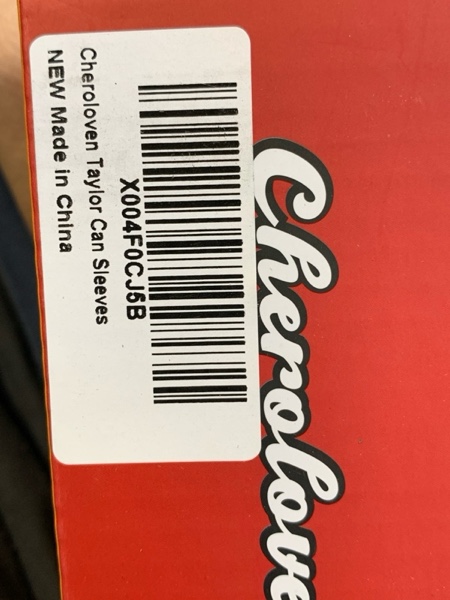 X004F0CJ5B
Cheroloven Taylor Can Sleeves
NEW Made in China
Cherolove